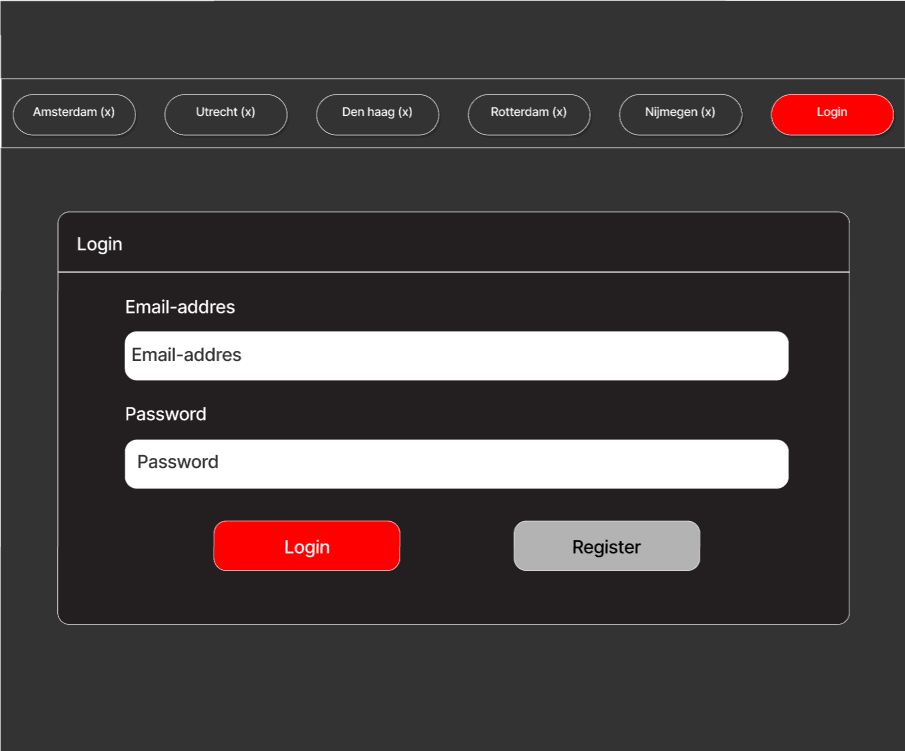 Amsterdam (x) Utrecht (x) Den haag (x) Rotterdam (x) Nijmegen (x) Login
Login
Email-addres
Email-addres
Password
Password
Login Register